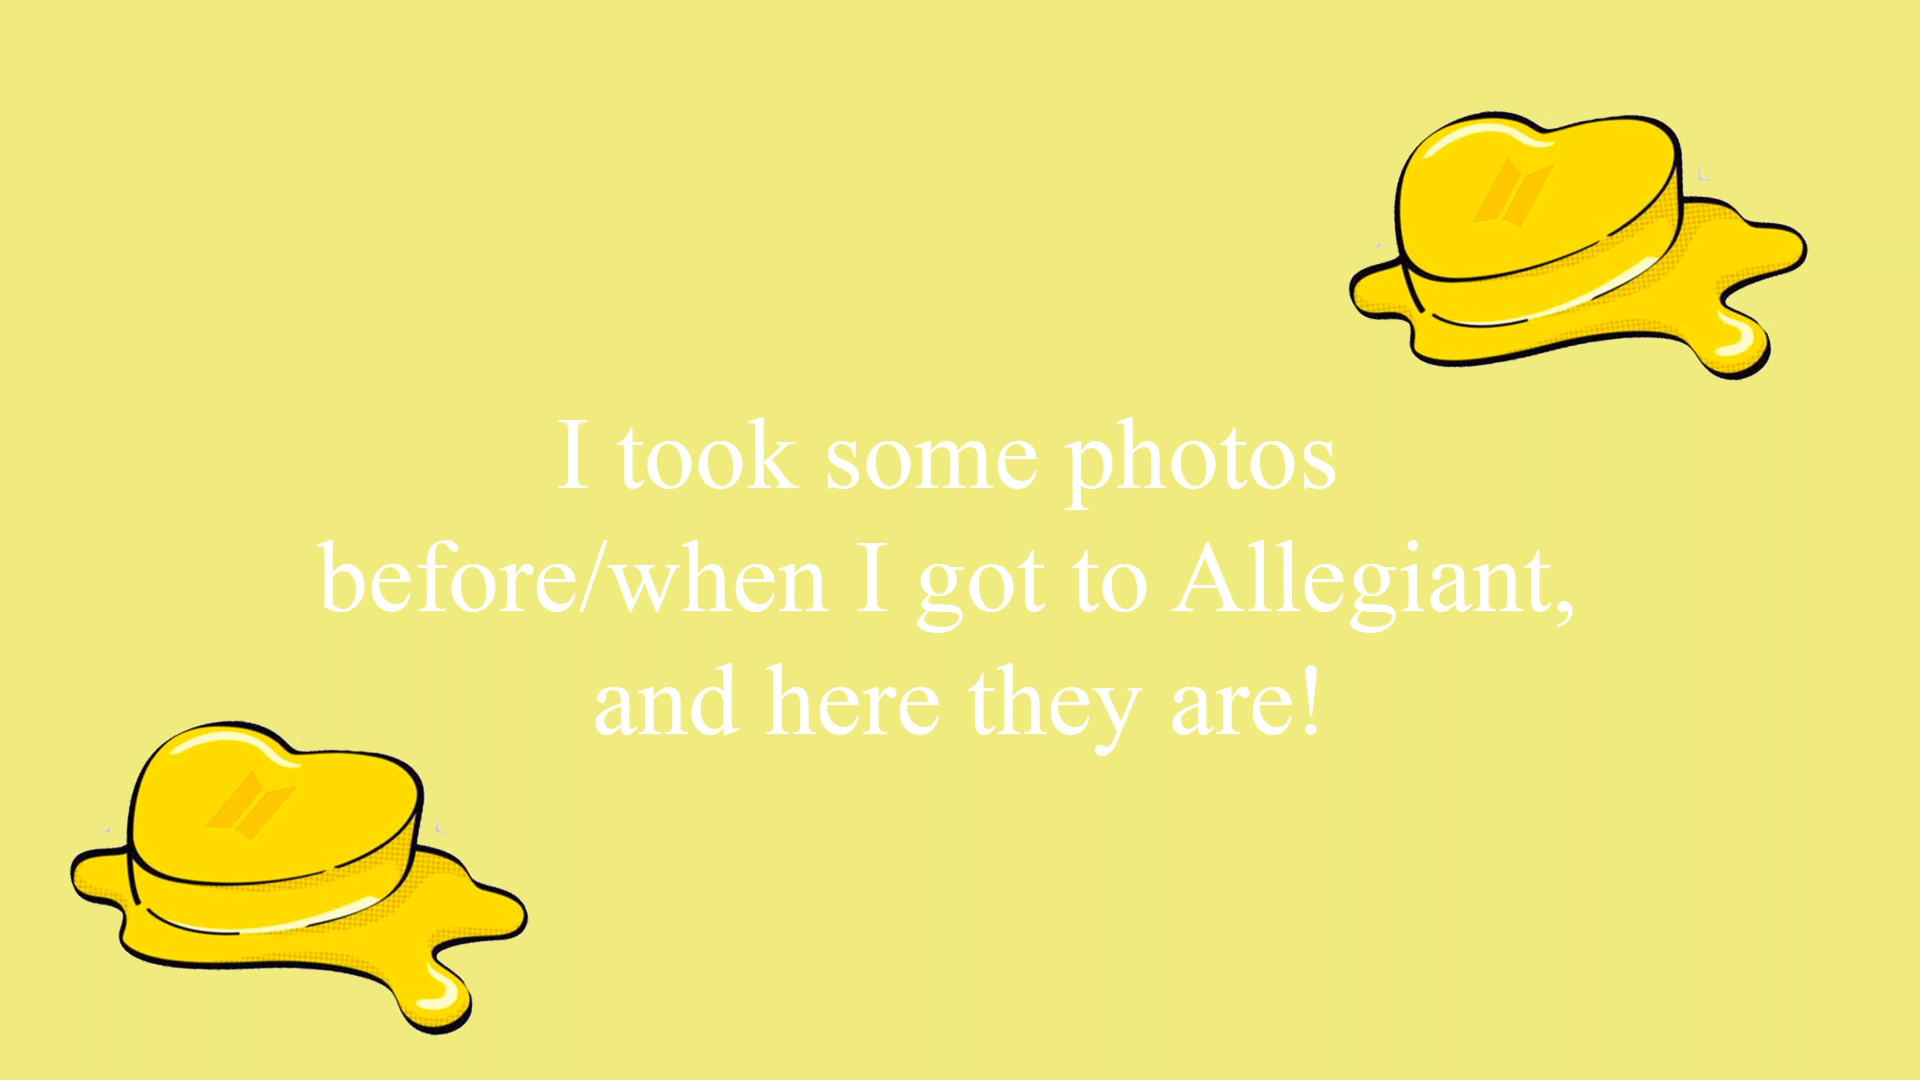 I took some photos
before/when I got to Allegiant,
and here they are!